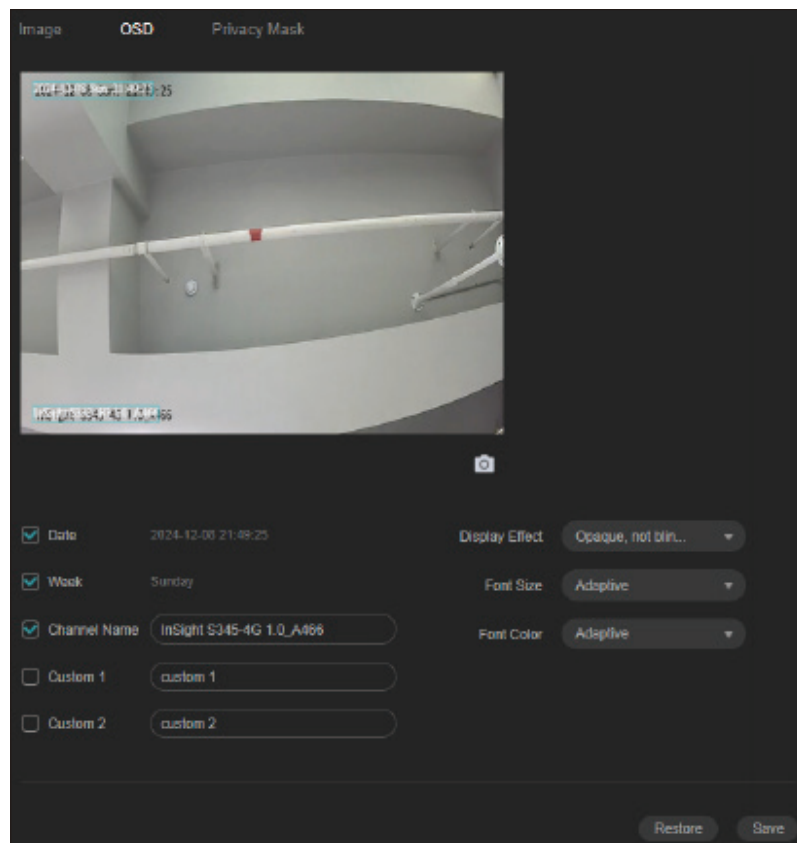 Image OSD Privacy Mask
Date 2024-12-08 21:49:25 Display Effect Opaque, not blin...
Week Sunday Font Size Adaptive
Channel Name InSight S345-4G 1.0_A466 Font Color Adaptive
Custom 1 custom 1
Custom 2 custom 2
Restore Save